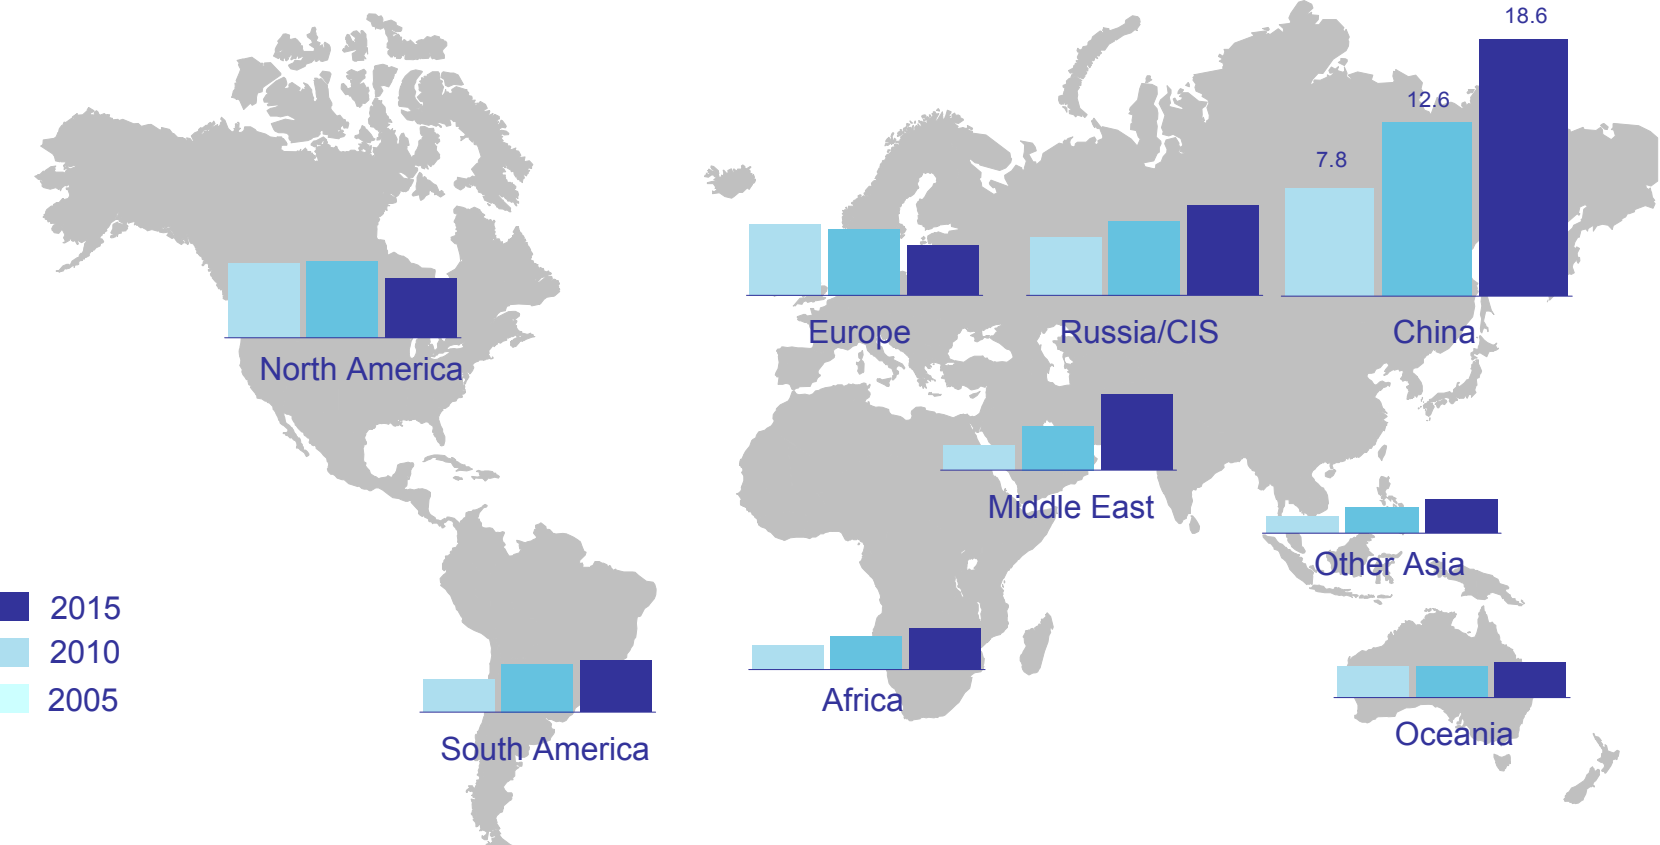 18.6
12.6
7.8
Europe
Russia/CIS
China
North America
Middle East
Other Asia
2015
2010
2005
Africa
South America
Oceania